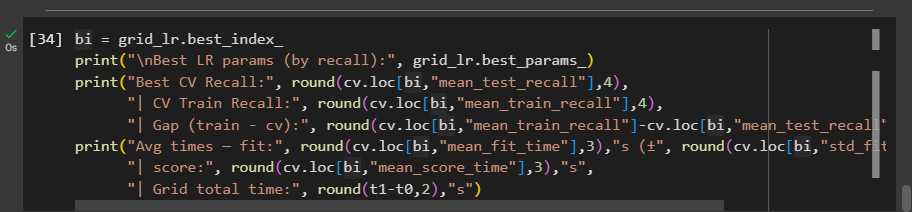 [34] bi = grid_lr.best_index_
print("\nBest LR params (by recall):", grid_lr.best_params_)
print("Best CV Recall:", round(cv.loc[bi,"mean_test_recall"],4),
"| CV Train Recall:", round(cv.loc[bi,"mean_train_recall"],4),
"| Gap (train - cv):", round(cv.loc[bi,"mean_train_recall"]-cv.loc[bi,"mean_test_recall"
0s
print("Avg times — fit:", round(cv.loc[bi,"mean_fit_time"],3),"s (±", round(cv.loc[bi,"std_fit
"| score:", round(cv.loc[bi,"mean_score_time"],3),"s",
"| Grid total time:", round(t1-t0,2),"s")